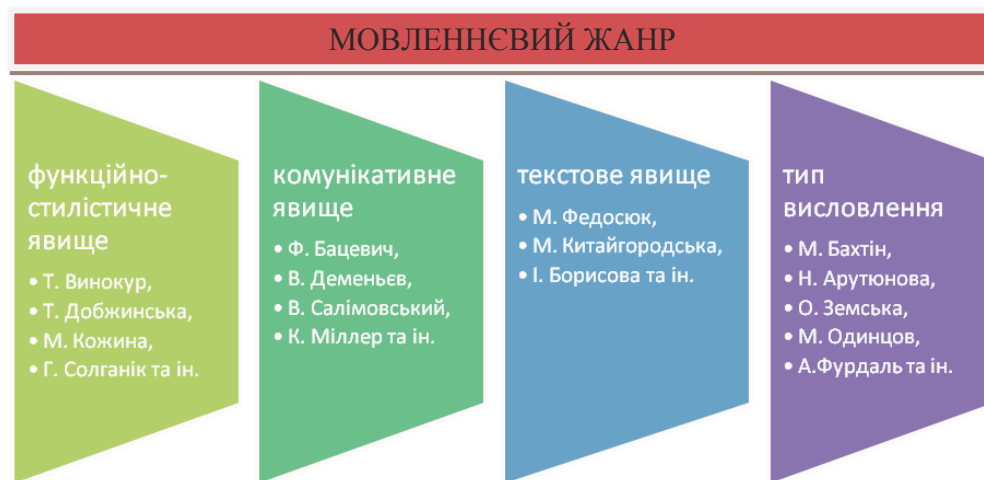 МОВЛЕННЄВИЙ ЖАНР
функційно-
стилістичне
явище
• Т. Винокур,
• Т. Добжинська,
• М. Кожина,
• Г. Солганік та ін.
комунікативне
явище
• Ф. Бацевич,
• В. Деменьєв,
• В. Салімовський,
• К. Міллер та ін.
текстове явище
• М. Федосюк,
• М. Китайгородська,
• І. Борисова та ін.
тип
висловлення
• М. Бахтін,
• Н. Арутюнова,
• О. Земська,
• М. Одинцов,
• А.Фурдаль та ін.